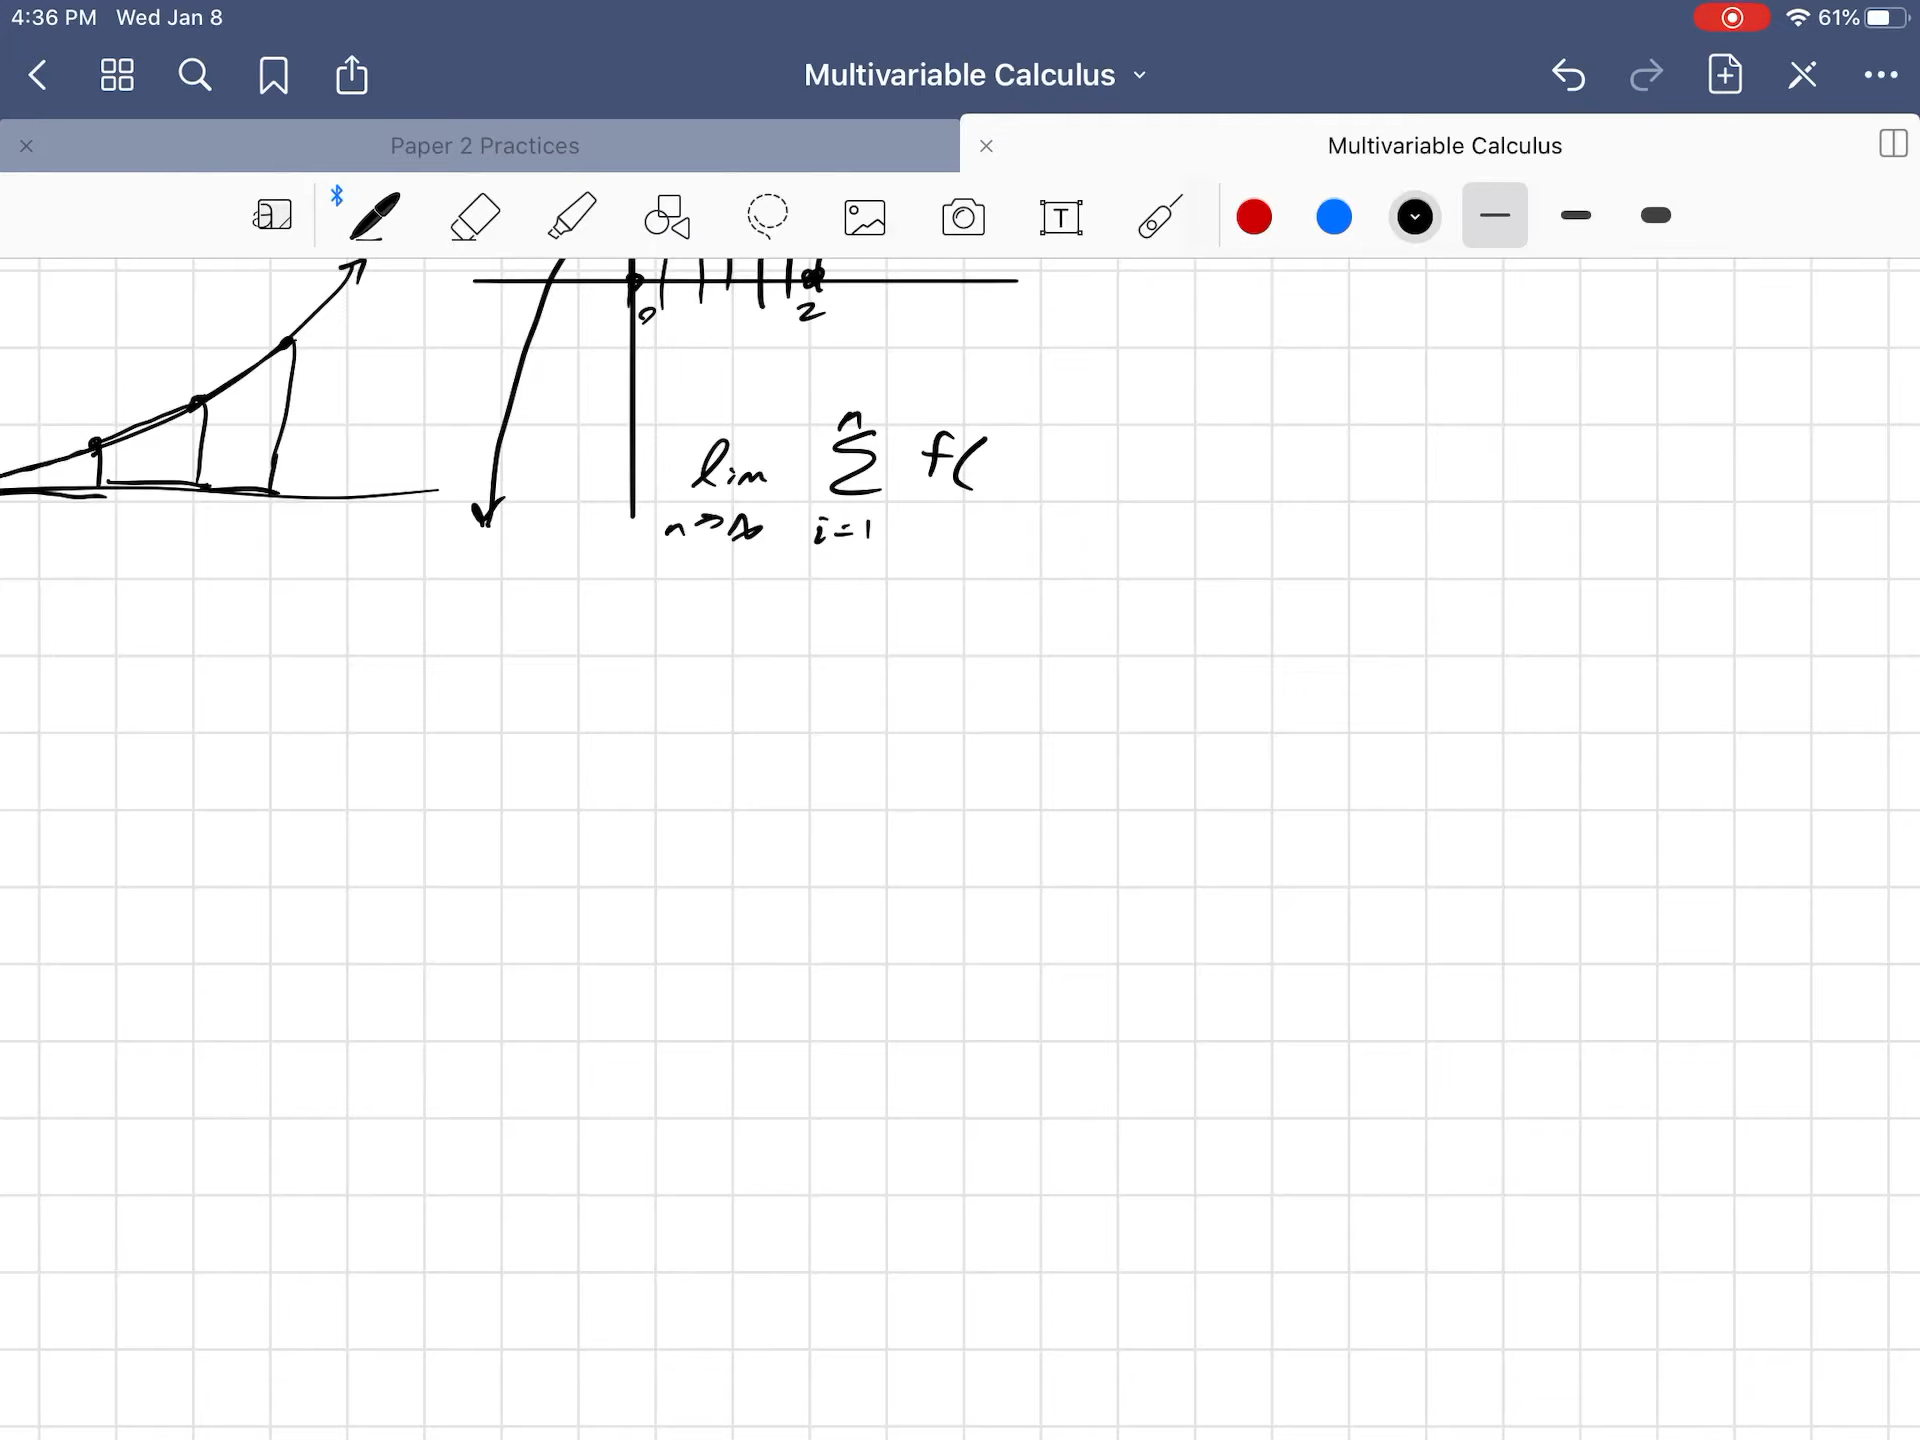 4:36 PM Wed Jan 8
61%
Multivariable Calculus
Paper 2 Practices
Multivariable Calculus
T
0 2
lim n→∞ n Σ i=1 f(